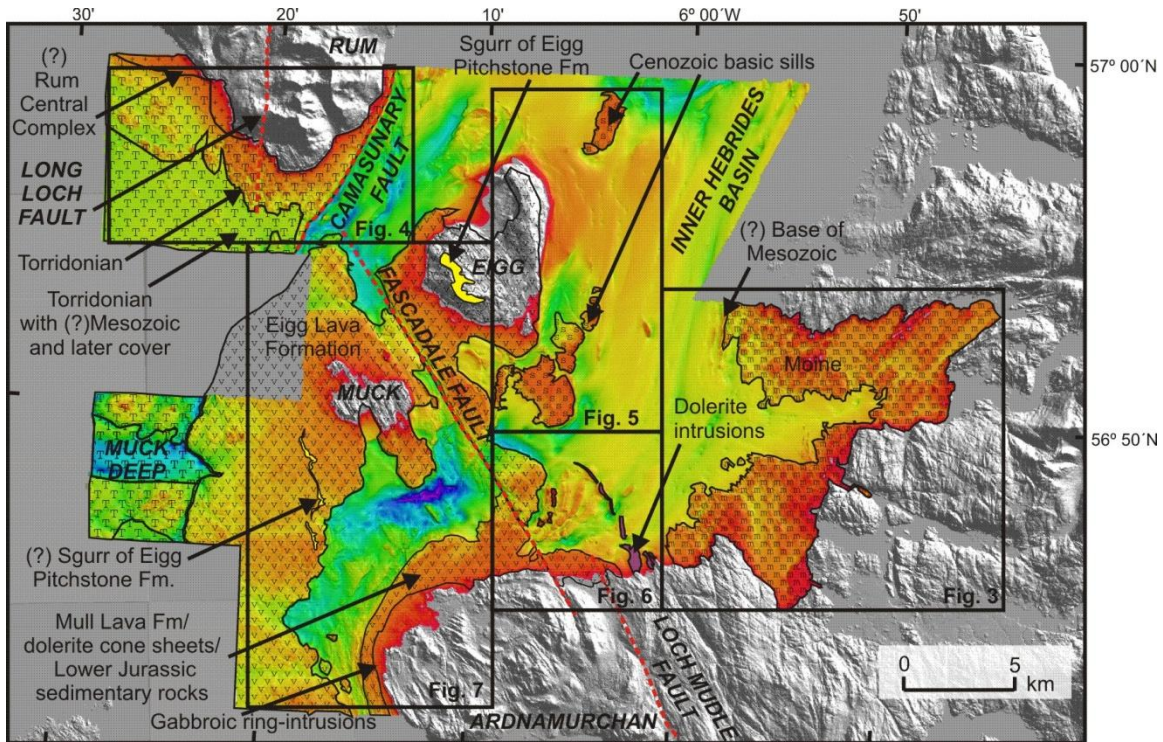 30'
20'
10'
6° 00´W
50'
57° 00´N
56° 50´N
(?)
Rum
Central
Complex
LONG
LOCH
FAULT
Torridonian
Torridonian
with (?)Mesozoic
and later cover
RUM
CAMASUNARY
FAULT
Fig. 4
Sgurr of Eigg
Pitchstone Fm
Cenozoic basic sills
INNER HEBRIDES
BASIN
(?) Base of
Mesozoic
EIGG
FASCADALE FAULT
Eigg Lava
Formation
MUCK
Moine
Fig. 5
Dolerite
intrusions
MUCK
DEEP
(?) Sgurr of Eigg
Pitchstone Fm.
Mull Lava Fm/
dolerite cone sheets/
Lower Jurassic
sedimentary rocks
Gabbroic ring-intrusions
Fig. 7
Fig. 6
Fig. 3
LOCH MUDLE
FAULT
ARDNAMURCHAN
0 5
km